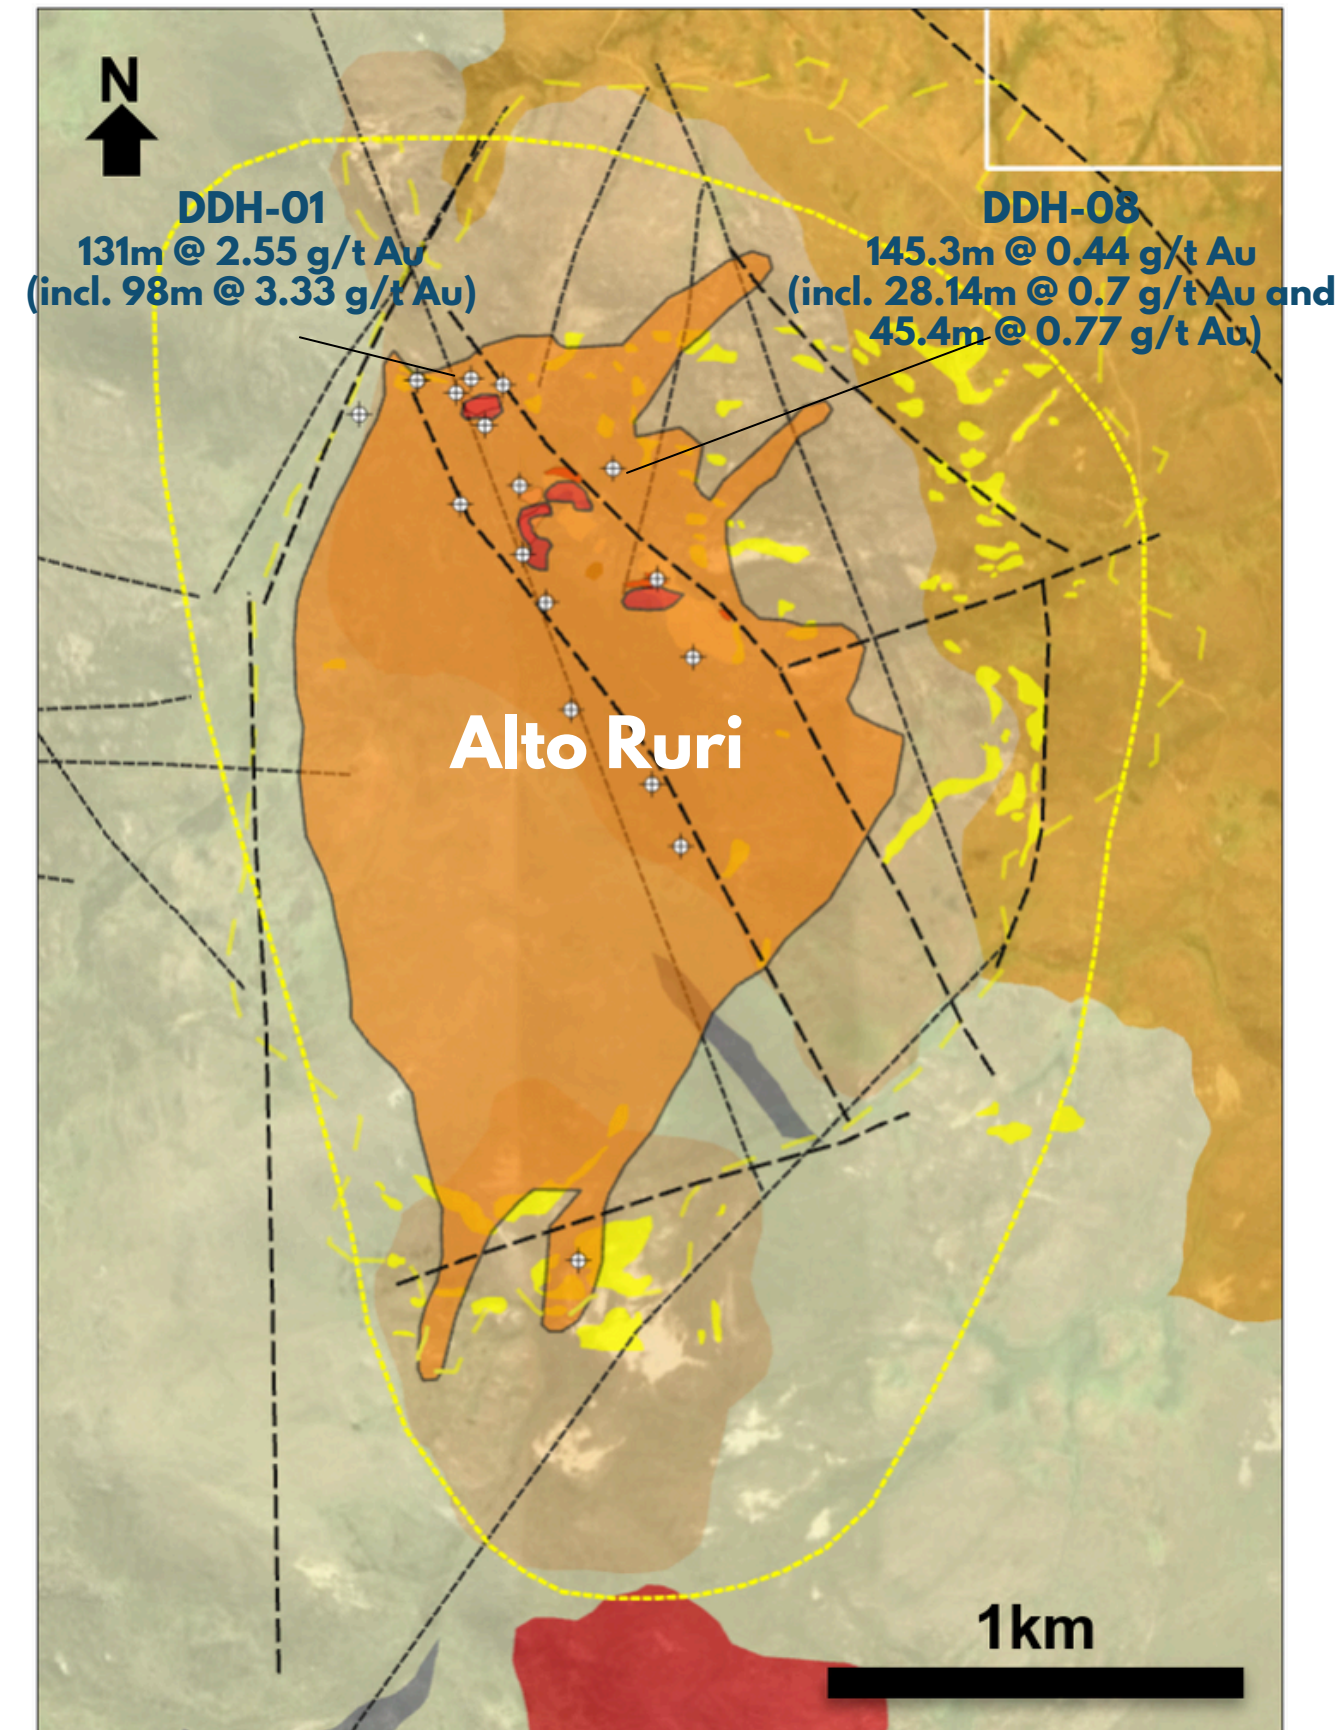 N
DDH-01
131m @ 2.55 g/t Au
(incl. 98m @ 3.33 g/t Au)
DDH-08
145.3m @ 0.44 g/t Au
(incl. 28.14m @ 0.7 g/t Au and
45.4m @ 0.77 g/t Au)
Alto Ruri
1km